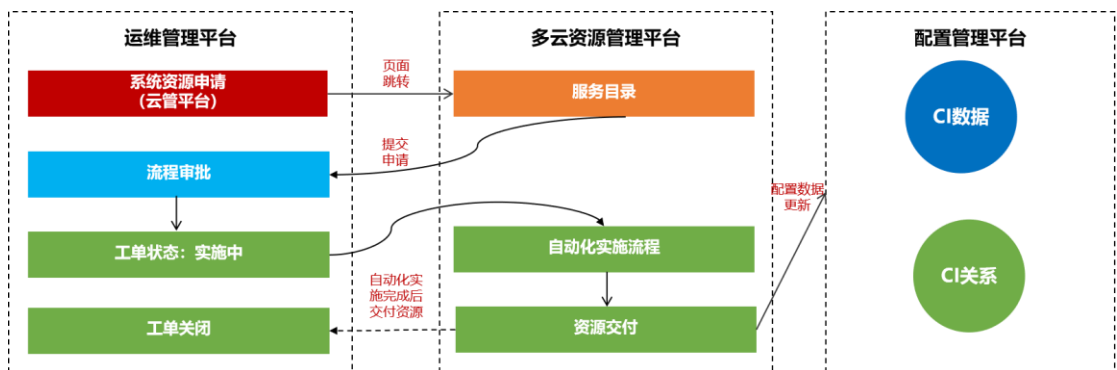 运维管理平台
多云资源管理平台
配置管理平台
系统资源申请
（云管平台）
页面
跳转
服务目录
CI数据
提交
申请
流程审批
配置数据
更新
工单状态：实施中
自动化实施流程
CI关系
自动化实
施完成后
交付资源
工单关闭
资源交付